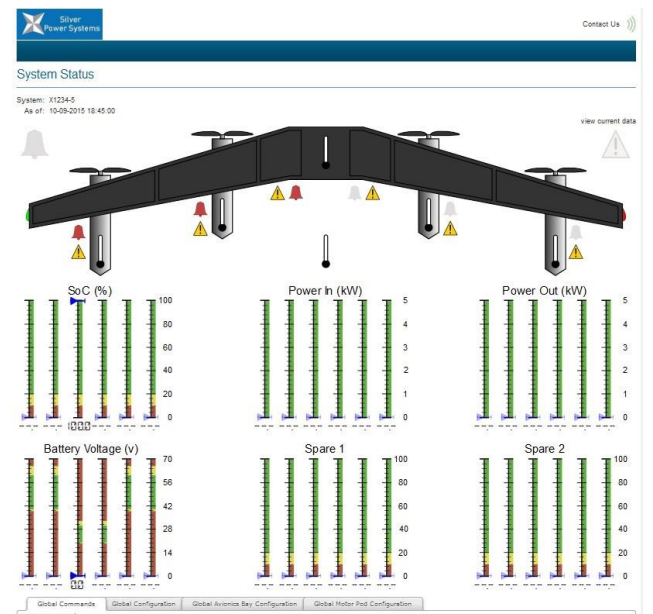 Silver
Power Systems
Contact Us
System Status
System: X1234-5
As of: 10-09-2015 18:45:00
view current data
SoC (%)
Power In (kW)
Power Out (kW)
100
80
60
40
20
0
5
4
3
2
1
0
5
4
3
2
1
0
100.0
Battery Voltage (v)
Spare 1
Spare 2
70
56
42
28
14
0
100
80
60
40
20
0
100
80
60
40
20
0
0.0
Global Commands
Global Configuration
Global Avionics Bay Configuration
Global Motor Pod Configuration